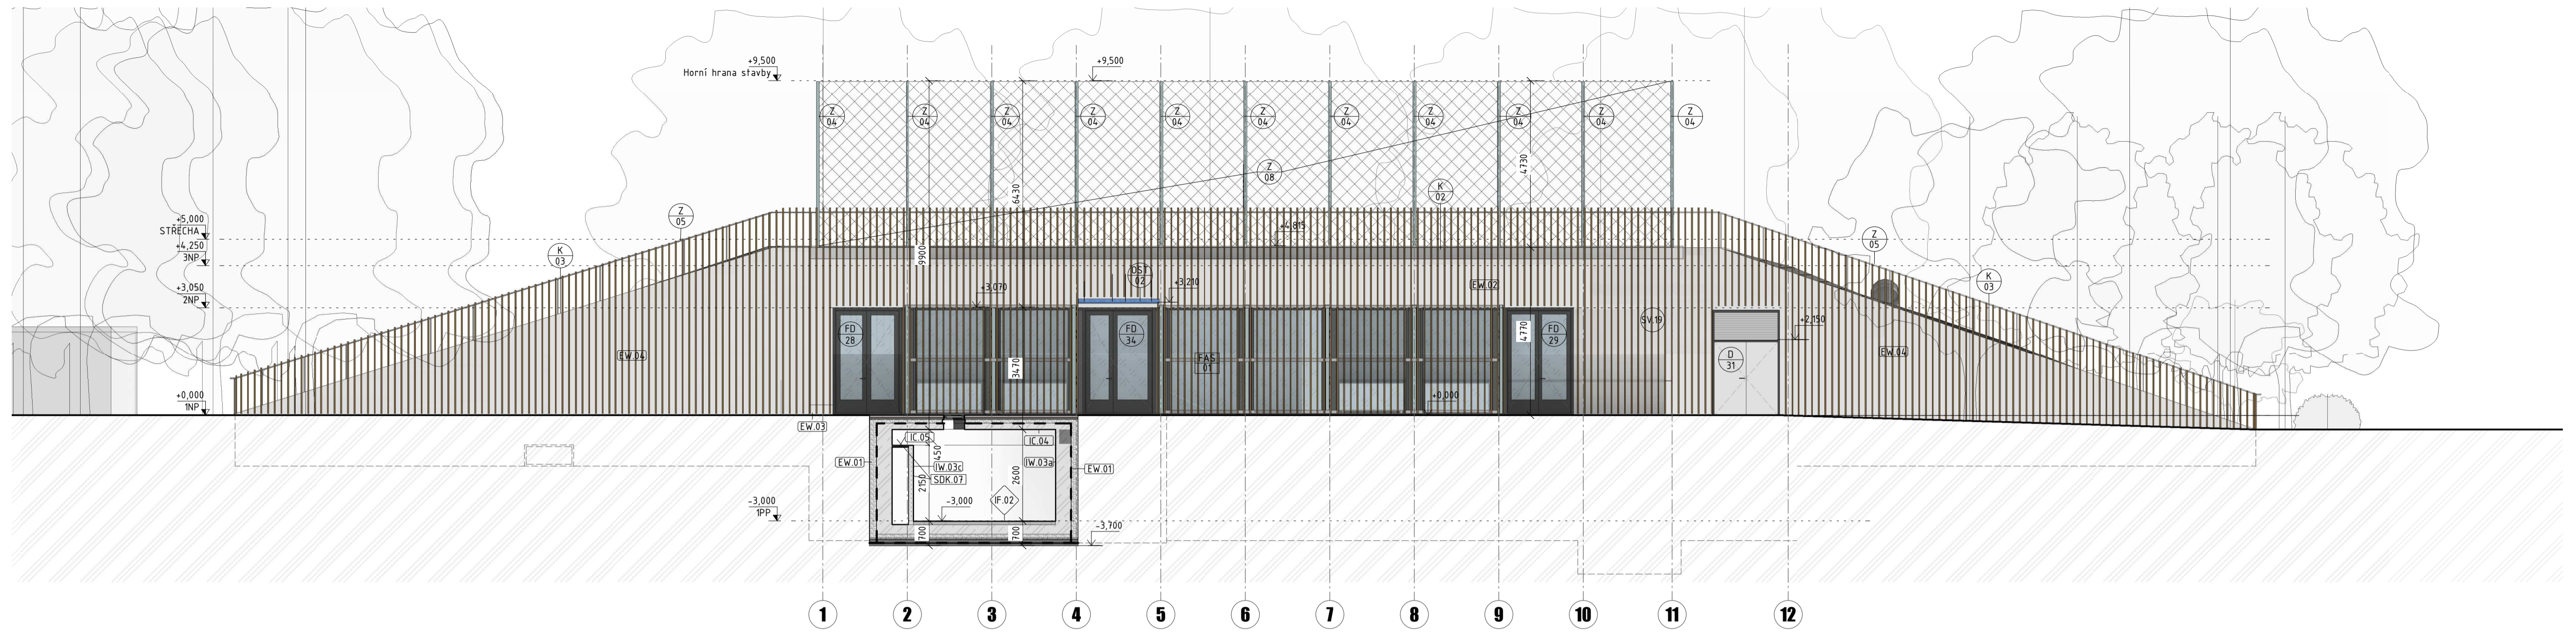 +9,500
Horní hrana stavby
+9,500
Z
04
Z
04
Z
04
Z
04
Z
04
Z
04
Z
04
Z
04
Z
04
Z
04
Z
04
Z
08
4730
6430
K
02
Z
05
+5,000
STŘECHA
+4,250
3NP
K
03
+4,815
9900
Z
05
K
03
OST
02
+3,210
+3,070
EW.02
+3,050
2NP
FD
28
FD
34
FAS
01
FD
29
4770
SV.19
+2,150
D
31
EW.04
EW.04
3470
+0,000
1NP
+0,000
EW.03
IC.05
IC.04
450
EW.01
IW.03c
IW.03a
EW.01
SDK.07
2150
2600
IF.02
-3,000
1PP
-3,000
-3,700
700
700
1
2
3
4
5
6
7
8
9
10
11
12